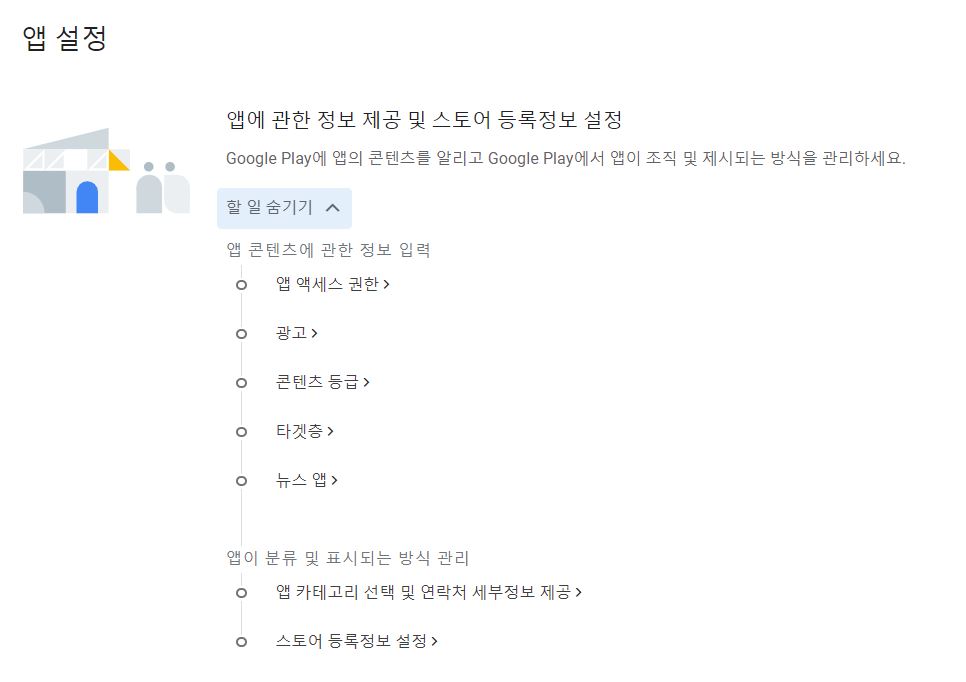 앱 설정
앱에 관한 정보 제공 및 스토어 등록정보 설정
Google Play에 앱의 콘텐츠를 알리고 Google Play에서 앱이 조직 및 제시되는 방식을 관리하세요.
할 일 숨기기
앱 콘텐츠에 관한 정보 입력
앱 액세스 권한
광고
콘텐츠 등급
타겟층
뉴스 앱
앱이 분류 및 표시되는 방식 관리
앱 카테고리 선택 및 연락처 세부정보 제공
스토어 등록정보 설정